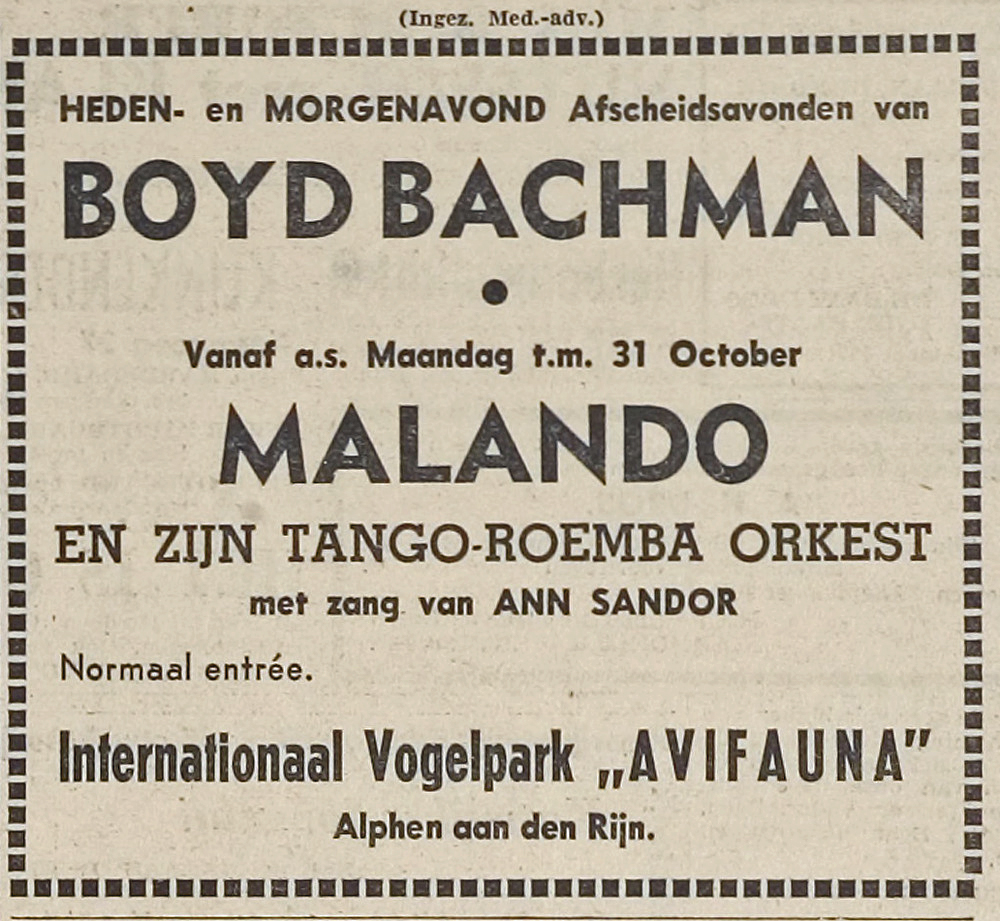 (Ingez. Med.-adv.)
HEDEN- en MORGENAVOND Afscheidsavonden van
BOYD BACHMAN
•
Vanaf a.s. Maandag t.m. 31 October
MALANDO
EN ZIJN TANGO-ROEMBA ORKEST
met zang van ANN SANDOR
Normaal entrée.
Internationaal Vogelpark „AVIFAUNA”
Alphen aan den Rijn.